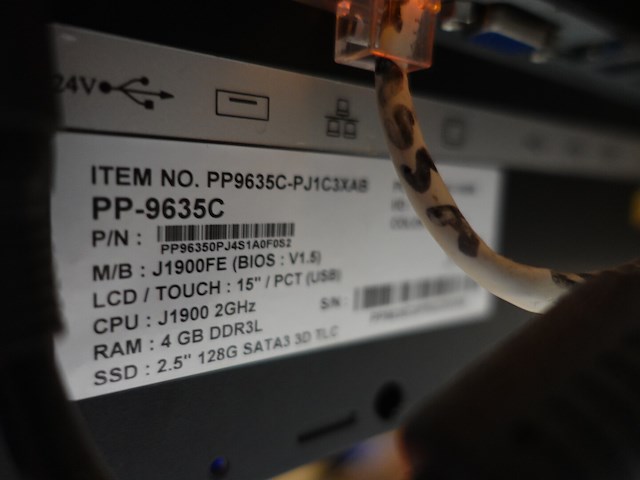 24V
ITEM NO. PP9635C-PJ1C3XAB
PP-9635C
P/N :
PP96350PJ4S1A0F0S2
M/B : J1900FE (BIOS : V1.5)
LCD / TOUCH : 15" / PCT (USB)
CPU : J1900 2GHz
S/N :
RAM : 4 GB DDR3L
SSD : 2.5" 128G SATA3 3D TLC